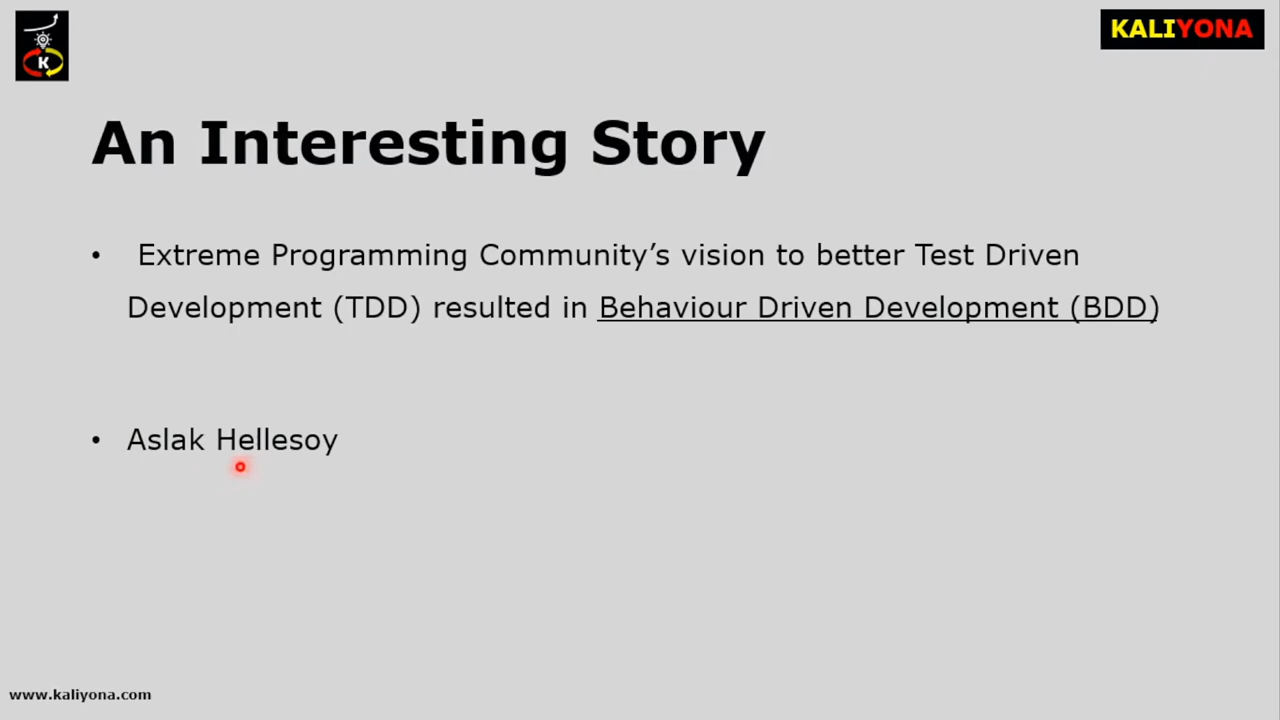 K
KALIYONA
An Interesting Story
• Extreme Programming Community’s vision to better Test Driven
Development (TDD) resulted in Behaviour Driven Development (BDD)
• Aslak Hellesoy
www.kaliyona.com